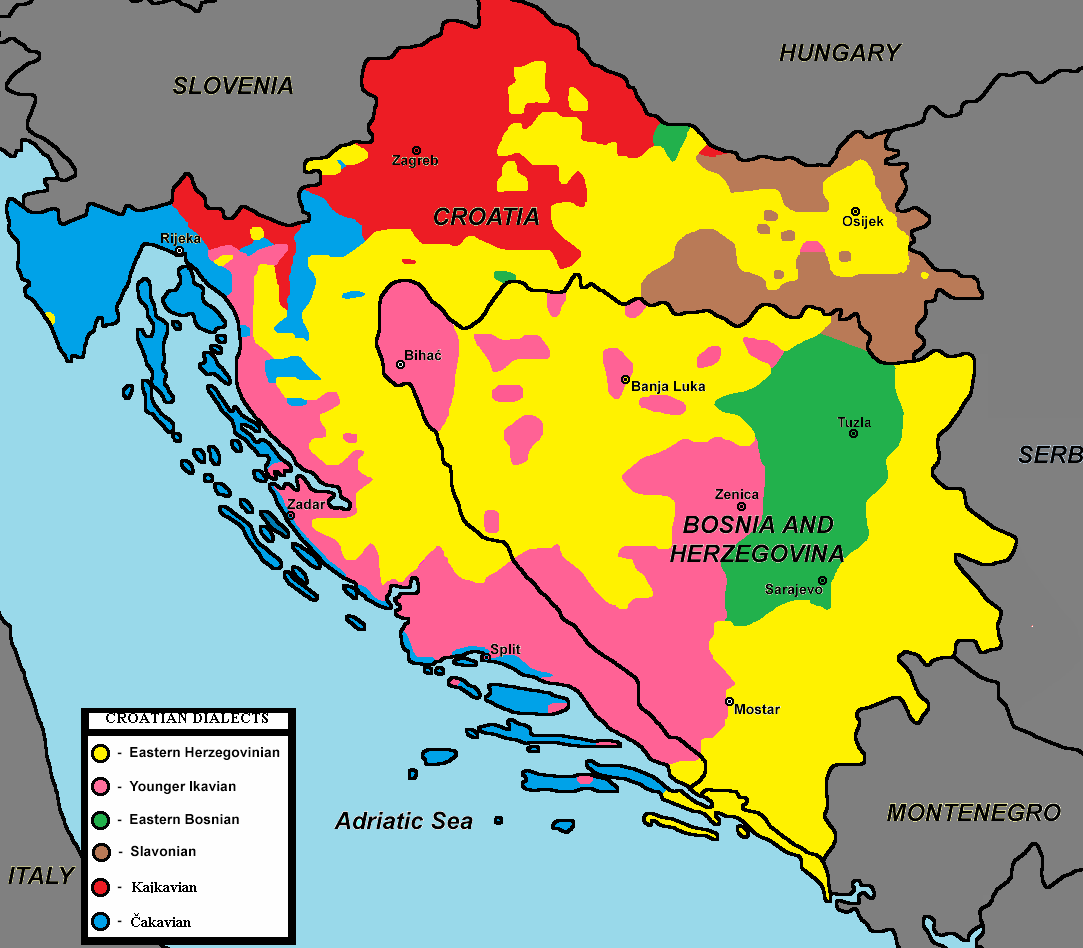 HUNGARY
SLOVENIA
Zagreb
CROATIA
Osijek
Rijeka
Bihać
Banja Luka
Tuzla
SERB
Zenica
Zadar
BOSNIA AND
HERZEGOVINA
Sarajevo
Split
Mostar
CROATIAN DIALECTS
- Eastern Herzegovinian
- Younger Ikavian
- Eastern Bosnian
- Slavonian
- Kajkavian
- Čakavian
Adriatic Sea
MONTENEGRO
ITALY